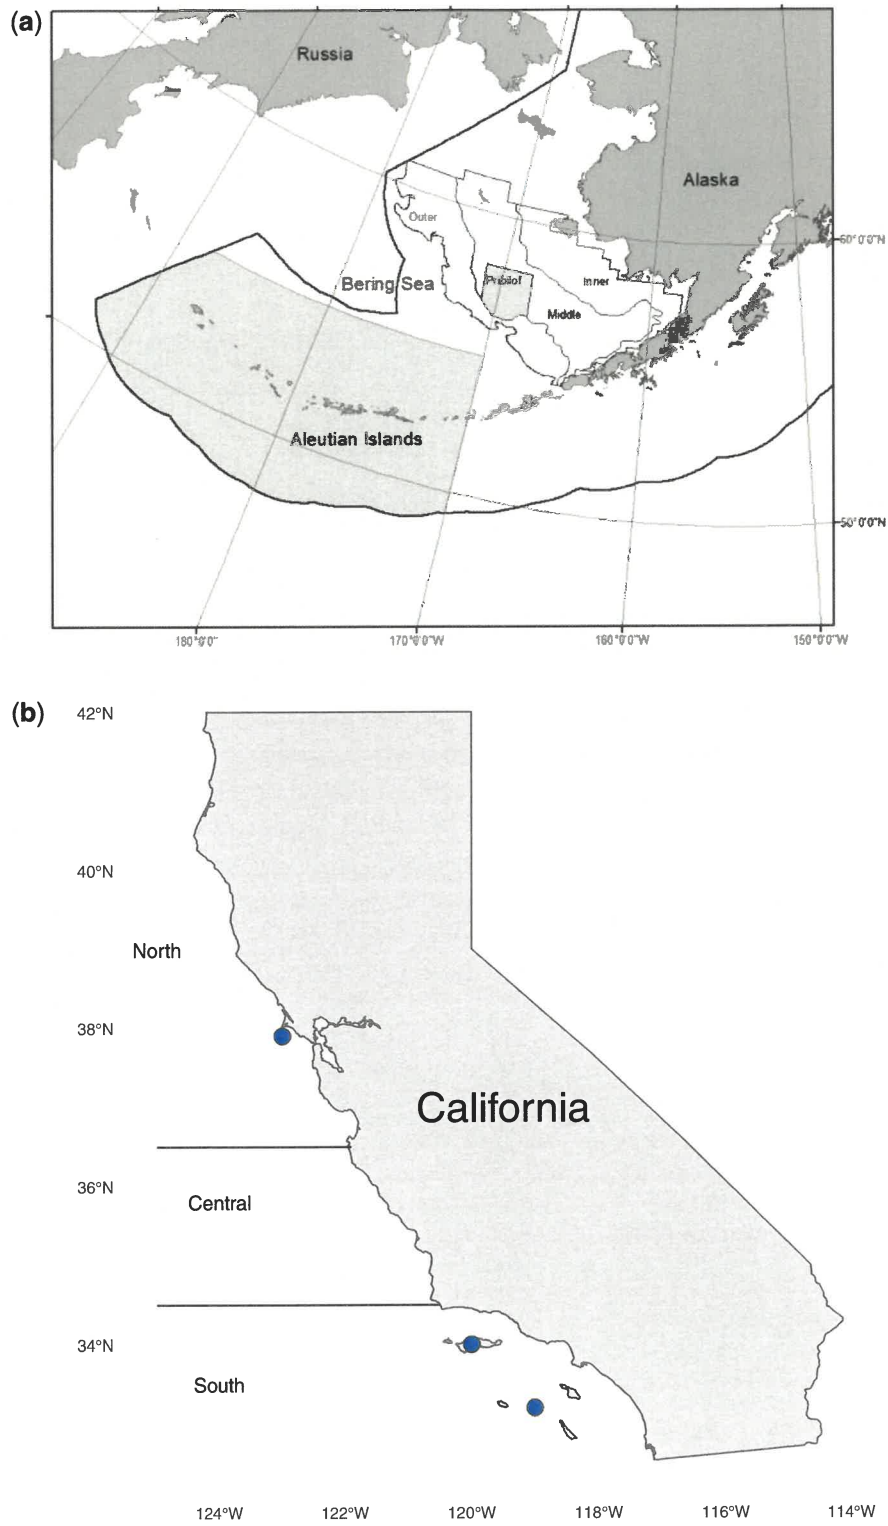 (a)
Russia
Alaska
Outer
60°0'0"N
Bering Sea
Pribilof
Inner
Middle
Aleutian Islands
50°0'0"N
180°0'0"
170°0'0"W
160°0'0"W
150°0'0"W
(b)
42°N
40°N
North
38°N
California
36°N
Central
34°N
South
124°W
122°W
120°W
118°W
116°W
114°W